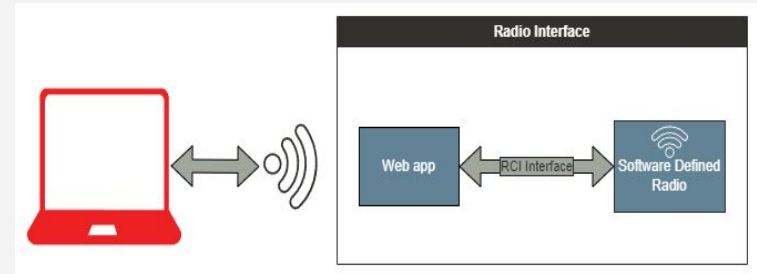 Radio Interface
Web app
RCI Interface
Software Defined
Radio